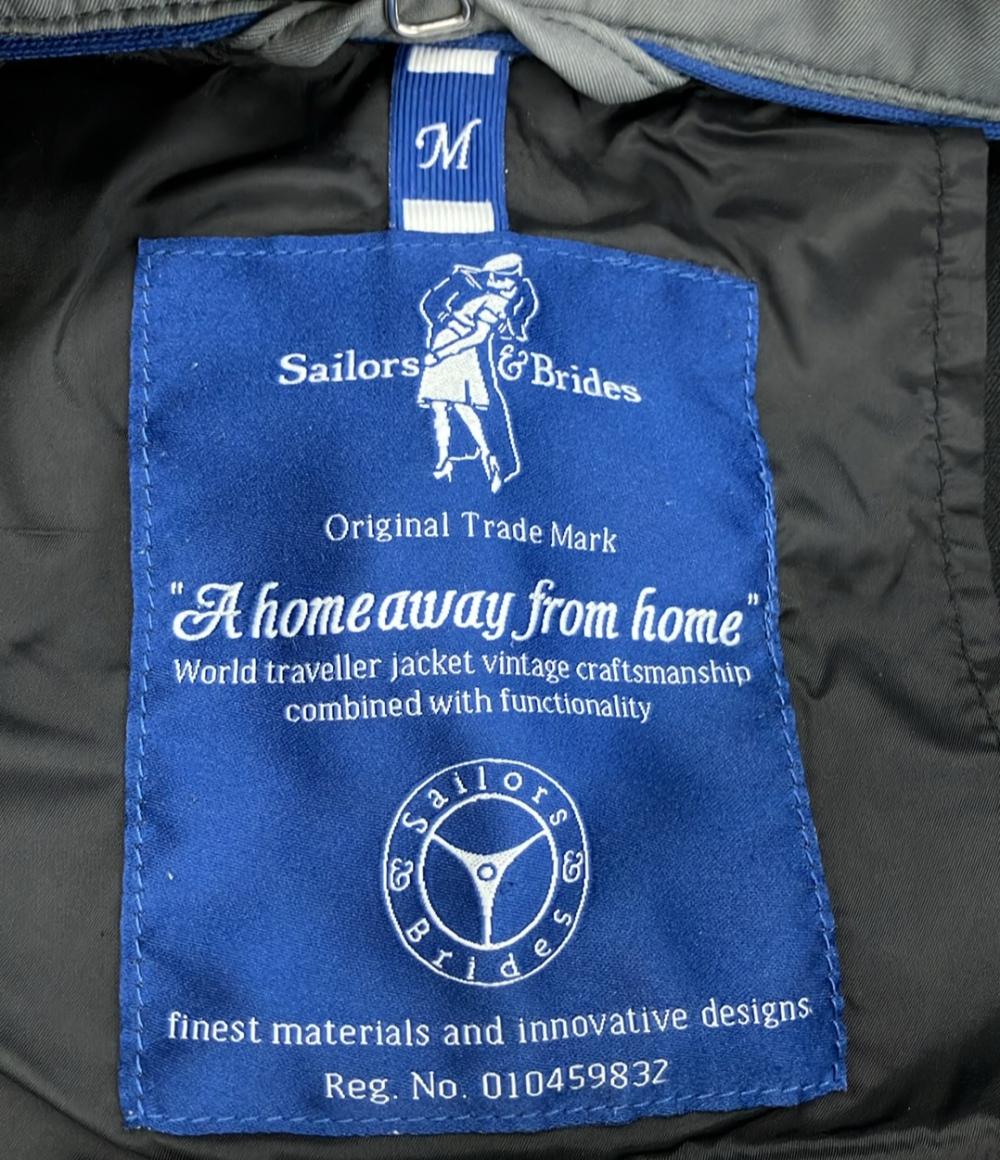 M
Sailors & Brides
Original Trade Mark
"A home away from home"
World traveller jacket vintage craftsmanship
combined with functionality
Sailors & Brides &
finest materials and innovative designs
Reg. No. 010459832